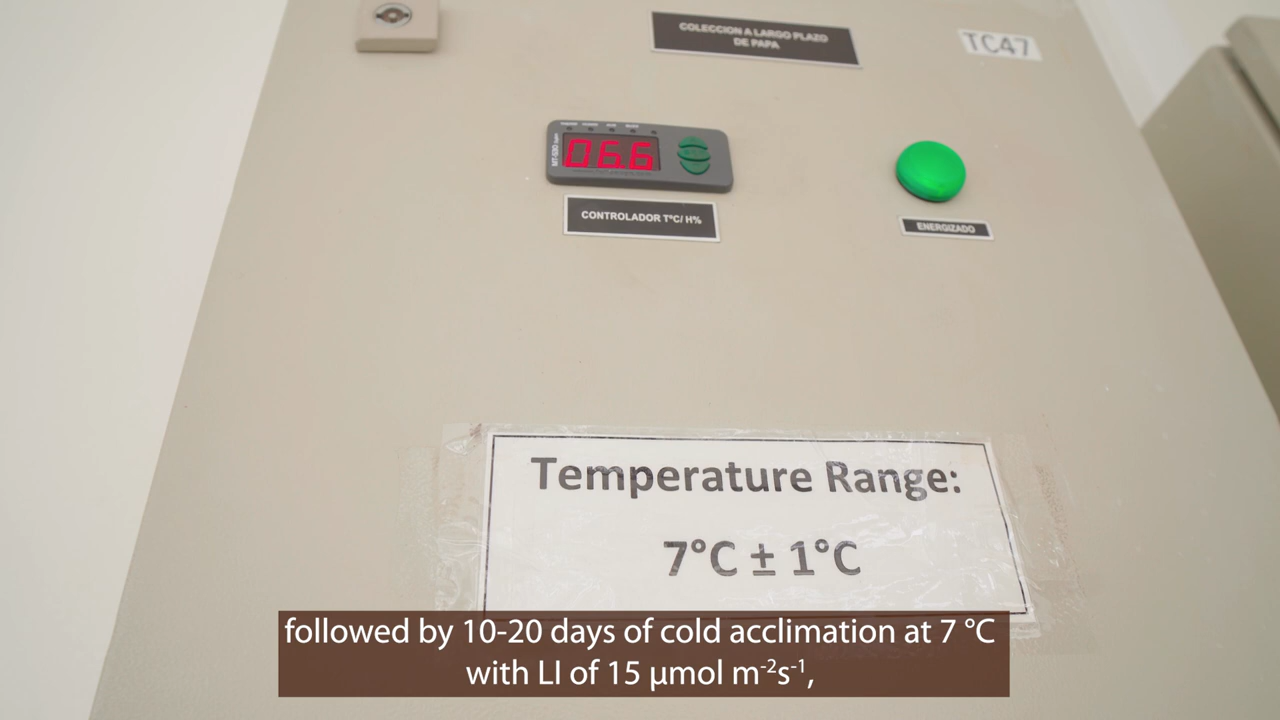 COLECCION A LARGO PLAZO
DE PAPA
TC47
06.6
CONTROLADOR TºC/ H%
ENERGIZADO
Temperature Range:
7°C ± 1°C
followed by 10-20 days of cold acclimation at 7 °C
with LI of 15 µmol m⁻²s⁻¹,